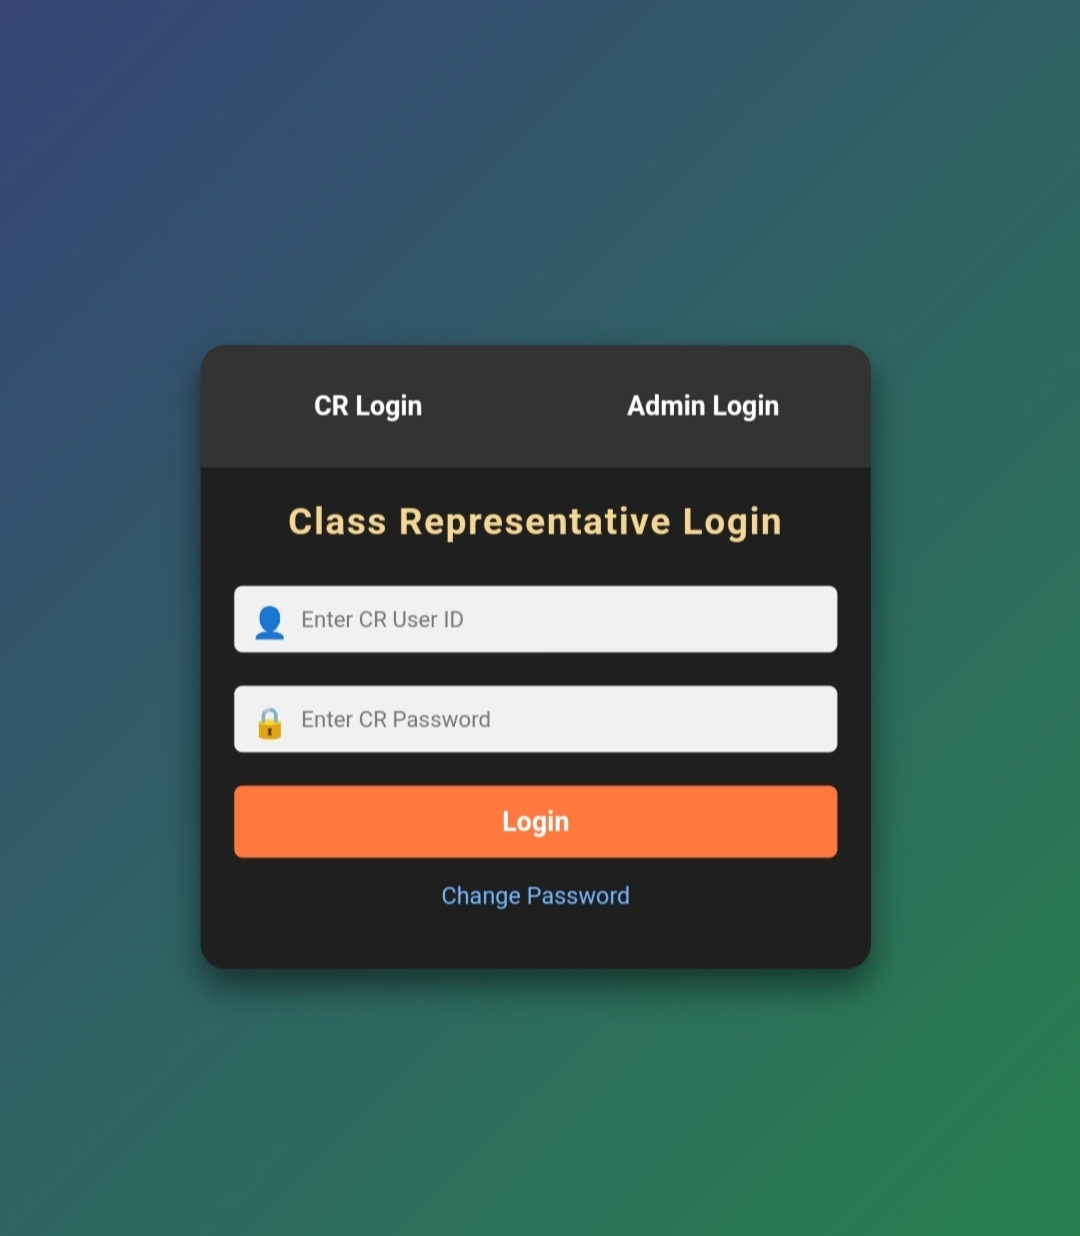 CR Login
Admin Login
Class Representative Login
Enter CR User ID
Enter CR Password
Login
Change Password